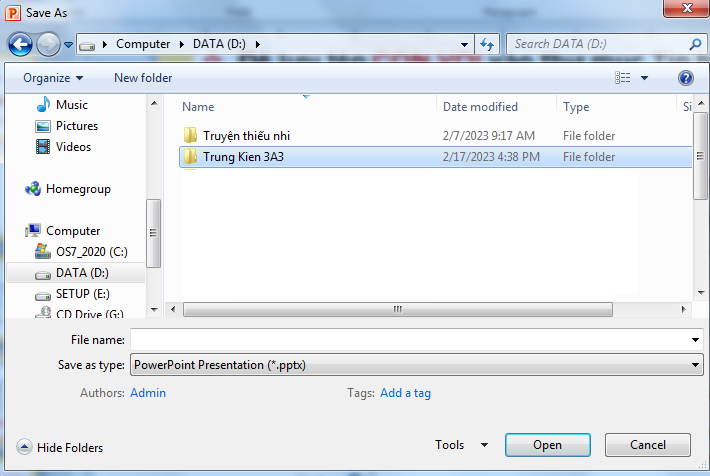 Save As
Computer ▸ DATA (D:) ▸
Search DATA (D:)
Organize
New folder
Name
Date modified
Type
Si
Music
Pictures
Videos
Homegroup
Computer
OS7_2020 (C:)
DATA (D:)
SETUP (E:)
CD Drive (G:)
Truyện thiếu nhi 2/7/2023 9:17 AM File folder
Trung Kien 3A3 2/17/2023 4:38 PM File folder
File name:
Save as type: PowerPoint Presentation (*.pptx)
Authors: Admin
Tags: Add a tag
Hide Folders
Tools
Open
Cancel